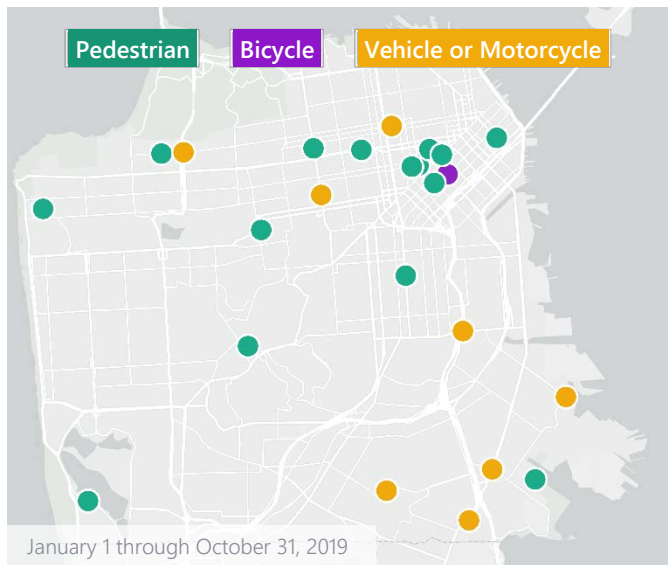 Pedestrian Bicycle Vehicle or Motorcycle
January 1 through October 31, 2019